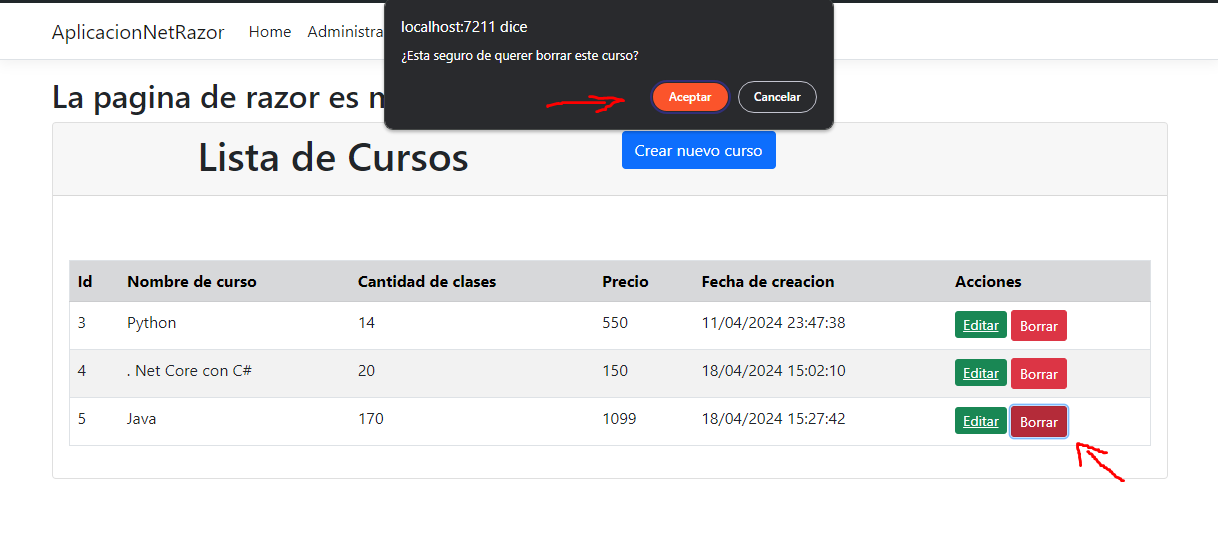 AplicacionNetRazor Home Administra
localhost:7211 dice
¿Esta seguro de querer borrar este curso?
Aceptar Cancelar
La pagina de razor es
Lista de Cursos Crear nuevo curso
Id Nombre de curso Cantidad de clases Precio Fecha de creacion Acciones
3 Python 14 550 11/04/2024 23:47:38 Editar Borrar
4 . Net Core con C# 20 150 18/04/2024 15:02:10 Editar Borrar
5 Java 170 1099 18/04/2024 15:27:42 Editar Borrar